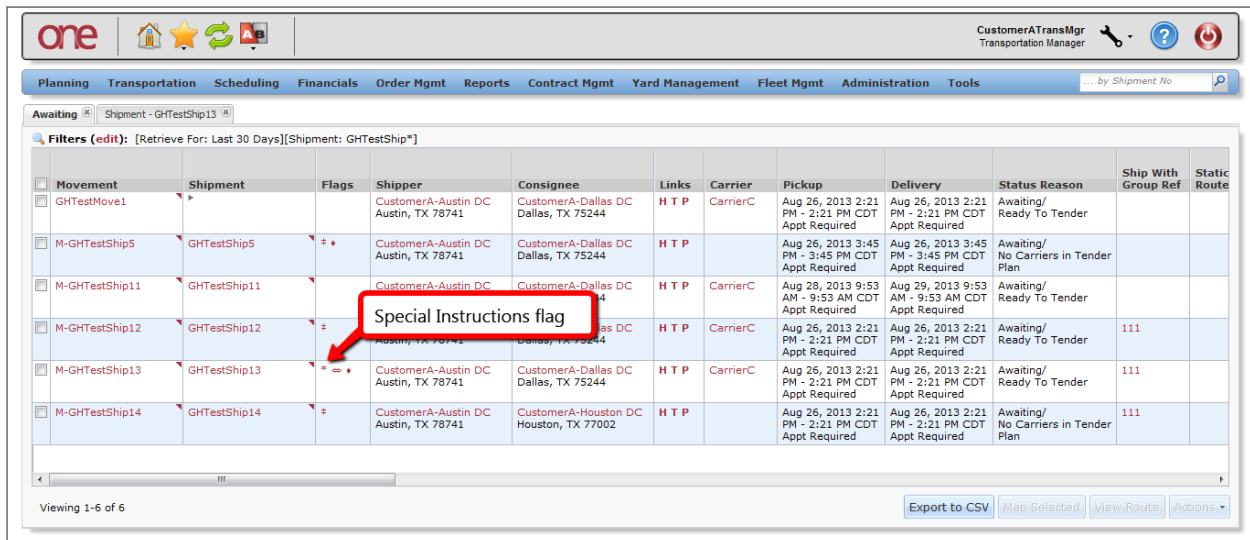 one
AB
CustomerATransMgr
Transportation Manager
?
Planning Transportation Scheduling Financials Order Mgmt Reports Contract Mgmt Yard Management Fleet Mgmt Administration Tools ... by Shipment No
Awaiting Shipment - GHTestShip13
Filters (edit): [Retrieve For: Last 30 Days][Shipment: GHTestShip*]
Movement Shipment Flags Shipper Consignee Links Carrier Pickup Delivery Status Reason Ship With Group Ref Static Route
GHTestMove1 CustomerA-Austin DC CustomerA-Dallas DC H T P CarrierC Aug 26, 2013 2:21 Aug 26, 2013 2:21 Awaiting/
Austin, TX 78741 Dallas, TX 75244 PM - 2:21 PM CDT PM - 2:21 PM CDT Ready To Tender
Appt Required Appt Required
M-GHTestShip5 GHTestShip5 ‡ ♦ CustomerA-Austin DC CustomerA-Dallas DC H T P Aug 26, 2013 3:45 Aug 26, 2013 3:45 Awaiting/
Austin, TX 78741 Dallas, TX 75244 PM - 3:45 PM CDT PM - 3:45 PM CDT No Carriers in Tender
Appt Required Appt Required Plan
M-GHTestShip11 GHTestShip11 CustomerA-Austin DC CustomerA-Dallas DC H T P CarrierC Aug 28, 2013 9:53 Aug 29, 2013 9:53 Awaiting/
AM - 9:53 AM CDT AM - 9:53 AM CDT Ready To Tender
Appt Required Appt Required
Special Instructions flag
M-GHTestShip12 GHTestShip12 ‡ las DC H T P CarrierC Aug 26, 2013 2:21 Aug 26, 2013 2:21 Awaiting/ 111
Austin, TX 78741 Dallas, TX 75244 PM - 2:21 PM CDT PM - 2:21 PM CDT Ready To Tender
Appt Required Appt Required
M-GHTestShip13 GHTestShip13 * ⇔ ♦ CustomerA-Austin DC CustomerA-Dallas DC H T P CarrierC Aug 26, 2013 2:21 Aug 26, 2013 2:21 Awaiting/ 111
Austin, TX 78741 Dallas, TX 75244 PM - 2:21 PM CDT PM - 2:21 PM CDT Ready To Tender
Appt Required Appt Required
M-GHTestShip14 GHTestShip14 ‡ CustomerA-Austin DC CustomerA-Houston DC H T P Aug 26, 2013 2:21 Aug 26, 2013 2:21 Awaiting/ 111
Austin, TX 78741 Houston, TX 77002 PM - 2:21 PM CDT PM - 2:21 PM CDT No Carriers in Tender
Appt Required Appt Required Plan
Viewing 1-6 of 6 Export to CSV Map Selected View Route Actions